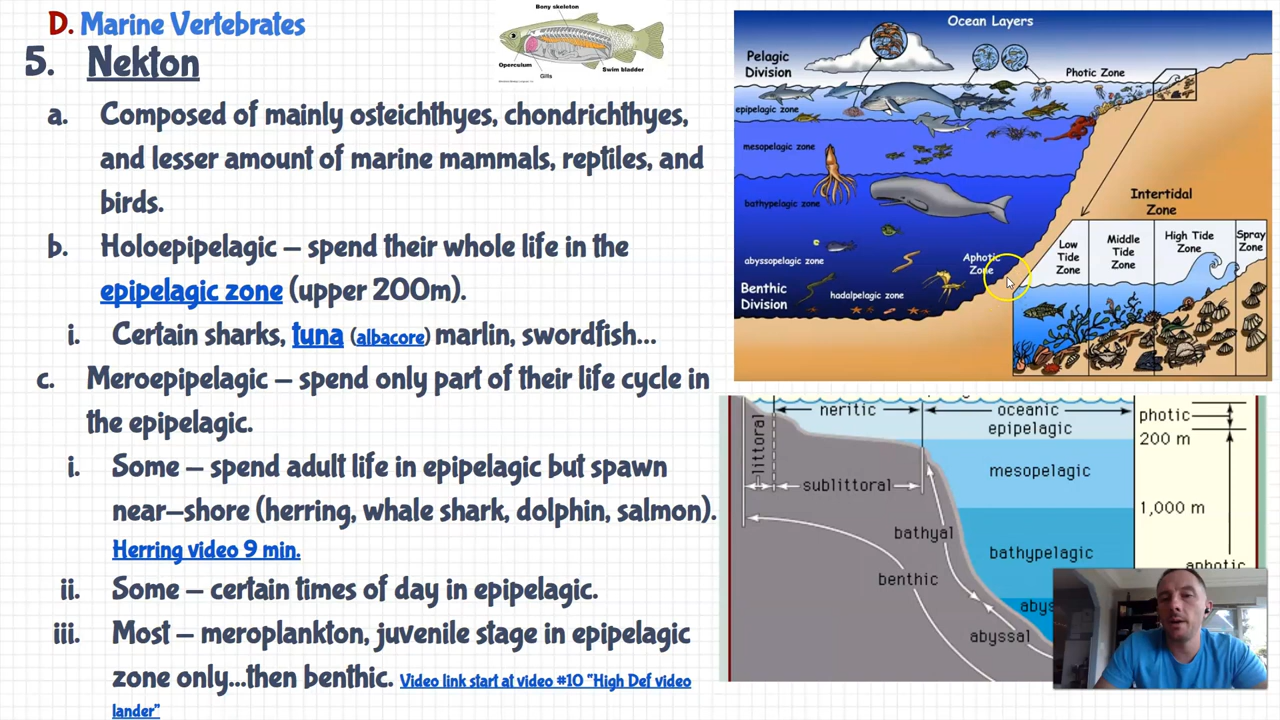 D. Marine Vertebrates
5. Nekton
a. Composed of mainly osteichthyes, chondrichthyes,
and lesser amount of marine mammals, reptiles, and
birds.
b. Holoepipelagic – spend their whole life in the
epipelagic zone (upper 200m).
i. Certain sharks, tuna (albacore) marlin, swordfish...
c. Meroepipelagic – spend only part of their life cycle in
the epipelagic.
i. Some – spend adult life in epipelagic but spawn
near–shore (herring, whale shark, dolphin, salmon).
Herring video 9 min.
ii. Some – certain times of day in epipelagic.
iii. Most – meroplankton, juvenile stage in epipelagic
zone only...then benthic. Video link start at video #10 "High Def video
lander"
Bony skeleton
Operculum
Gills
Swim bladder
Ocean Layers
Pelagic
Division
Photic Zone
epipelagic zone
mesopelagic zone
bathypelagic zone
abyssopelagic zone
Aphotic
Zone
Benthic
Division
hadalpelagic zone
Intertidal
Zone
Low
Tide
Zone
Middle
Tide
Zone
High Tide
Zone
Spray
Zone
neritic
oceanic
epipelagic
photic
200 m
littoral
mesopelagic
sublittoral
1,000 m
bathyal
bathypelagic
aphotic
benthic
abys
abyssal